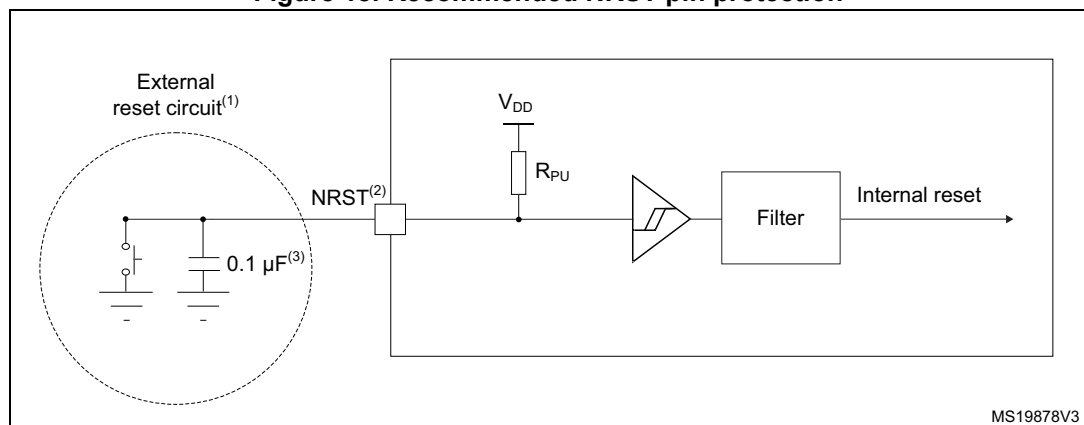 Figure Recommended NRST pin protection
External
reset circuit(1)
VDD
RPU
NRST(2)
Filter
Internal reset
0.1 µF(3)
MS19878V3